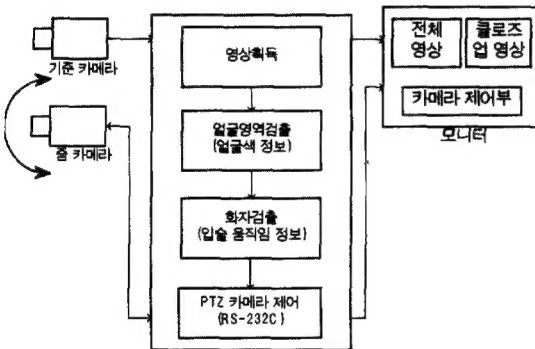 기준 카메라
줌 카메라
영상획득
얼굴영역검출
(얼굴색 정보)
화자검출
(입술 움직임 정보)
PTZ 카메라 제어
(RS-232C)
전체
영상
클로즈
업 영상
카메라 제어부
모니터